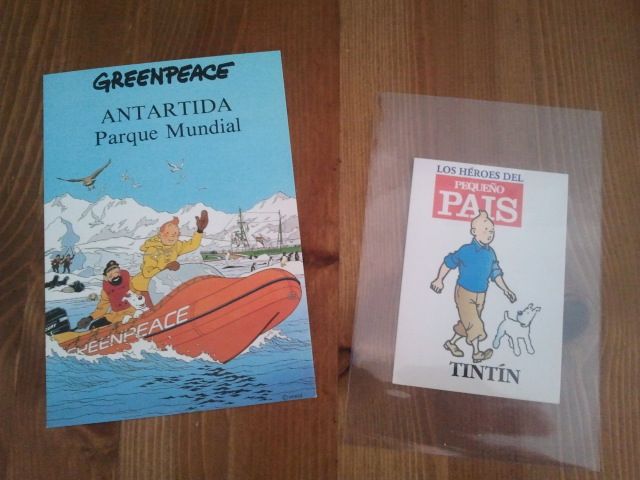 GREENPEACE
ANTARTIDA
Parque Mundial
GREENPEACE
LOS HÉROES DEL
PEQUEÑO
PAIS
TINTÍN